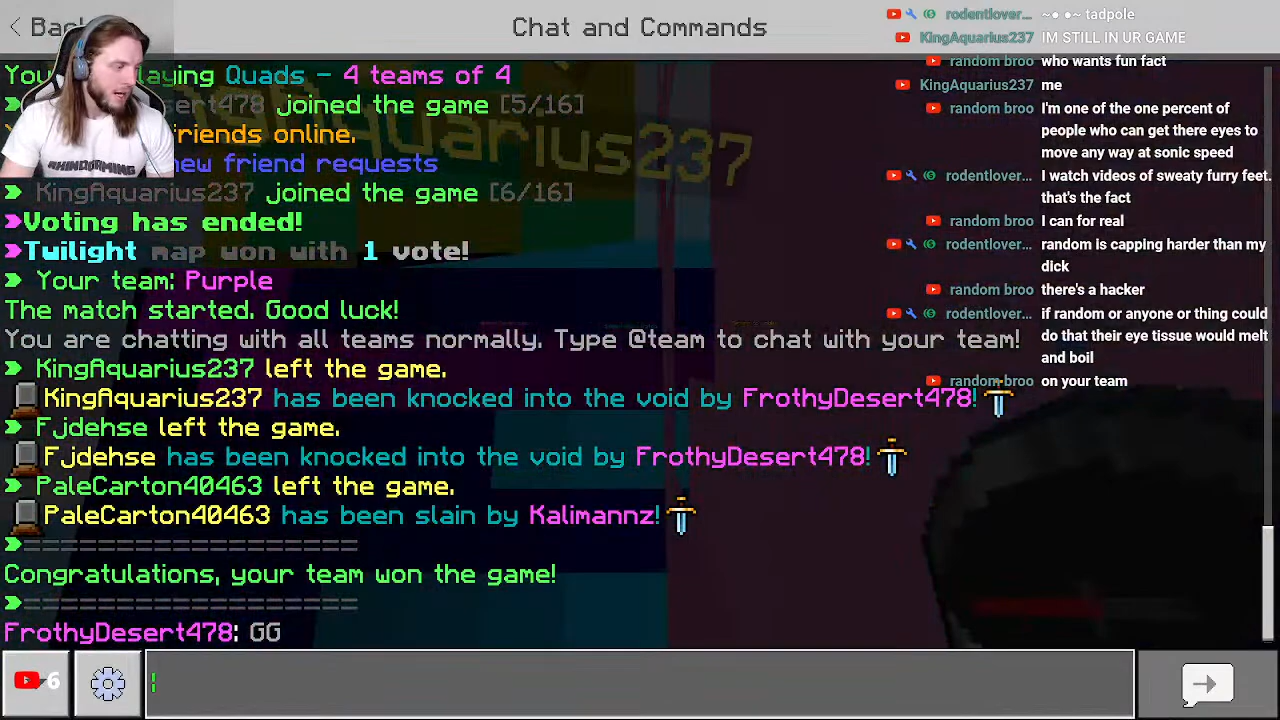 Chat and Commands
Quads - 4 teams of 4
joined the game [5/16]
friends online.
new friend requests
KingAquarius237 joined the game [6/16]
Voting has ended!
Twilight map won with 1 vote!
Your team: Purple
The match started. Good luck!
You are chatting with all teams normally. Type @team to chat with your team!
KingAquarius237 left the game.
KingAquarius237 has been knocked into the void by FrothyDesert478!
Fjdehse left the game.
Fjdehse has been knocked into the void by FrothyDesert478!
PaleCarton40463 left the game.
PaleCarton40463 has been slain by Kalimannz!
Congratulations, your team won the game!
FrothyDesert478: GG
6
rodentlover... ~● ●~ tadpole
KingAquarius237 IM STILL IN UR GAME
random broo who wants fun fact
KingAquarius237 me
random broo I'm one of the one percent of
people who can get there eyes to
move any way at sonic speed
rodentlover... I watch videos of sweaty furry feet.
that's the fact
random broo I can for real
rodentlover... random is capping harder than my
dick
random broo there's a hacker
rodentlover... if random or anyone or thing could
do that their eye tissue would melt
and boil
random broo on your team